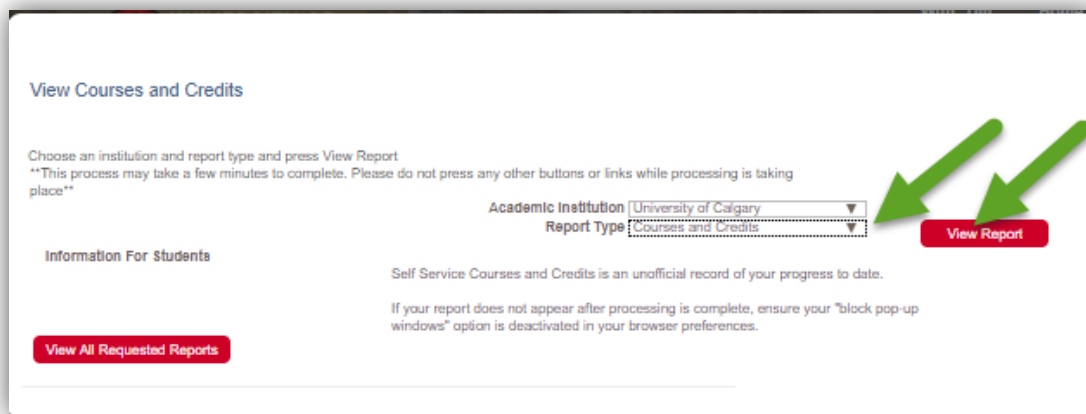 View Courses and Credits
Choose an institution and report type and press View Report
**This process may take a few minutes to complete. Please do not press any other buttons or links while processing is taking
place**
Academic Institution University of Calgary
Report Type Courses and Credits
View Report
Information For Students
Self Service Courses and Credits is an unofficial record of your progress to date.
If your report does not appear after processing is complete, ensure your "block pop-up
windows" option is deactivated in your browser preferences.
View All Requested Reports